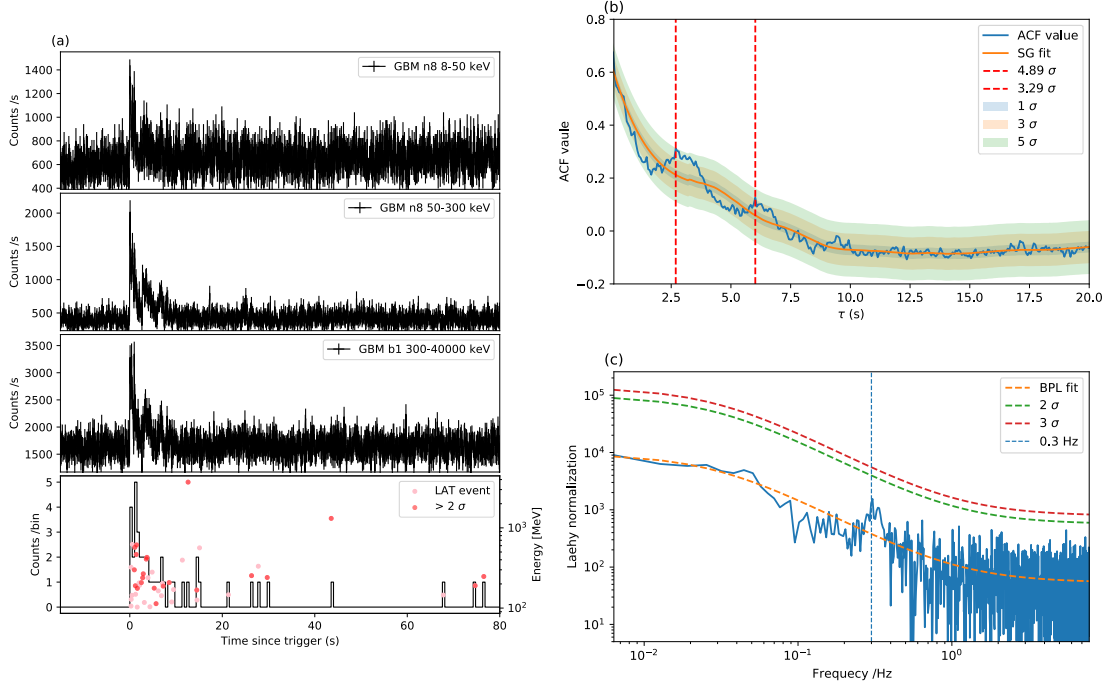 (a)
GBM n8 8-50 keV
Counts /s
1400
1200
1000
800
600
400
GBM n8 50-300 keV
Counts /s
2000
1500
1000
500
GBM b1 300-40000 keV
Counts /s
3500
3000
2500
2000
1500
LAT event
> 2 σ
Counts /bin
5
4
3
2
1
0
Energy [MeV]
10³
10²
0 20 40 60 80
Time since trigger (s)
(b)
ACF vaule
0.8
0.6
0.4
0.2
0.0
−0.2
ACF value
SG fit
4.89 σ
3.29 σ
1 σ
3 σ
5 σ
2.5 5.0 7.5 10.0 12.5 15.0 17.5 20.0
τ (s)
(c)
Laehy normalization
10⁵
10⁴
10³
10²
10¹
BPL fit
2 σ
3 σ
0.3 Hz
10⁻² 10⁻¹ 10⁰
Frequecy /Hz